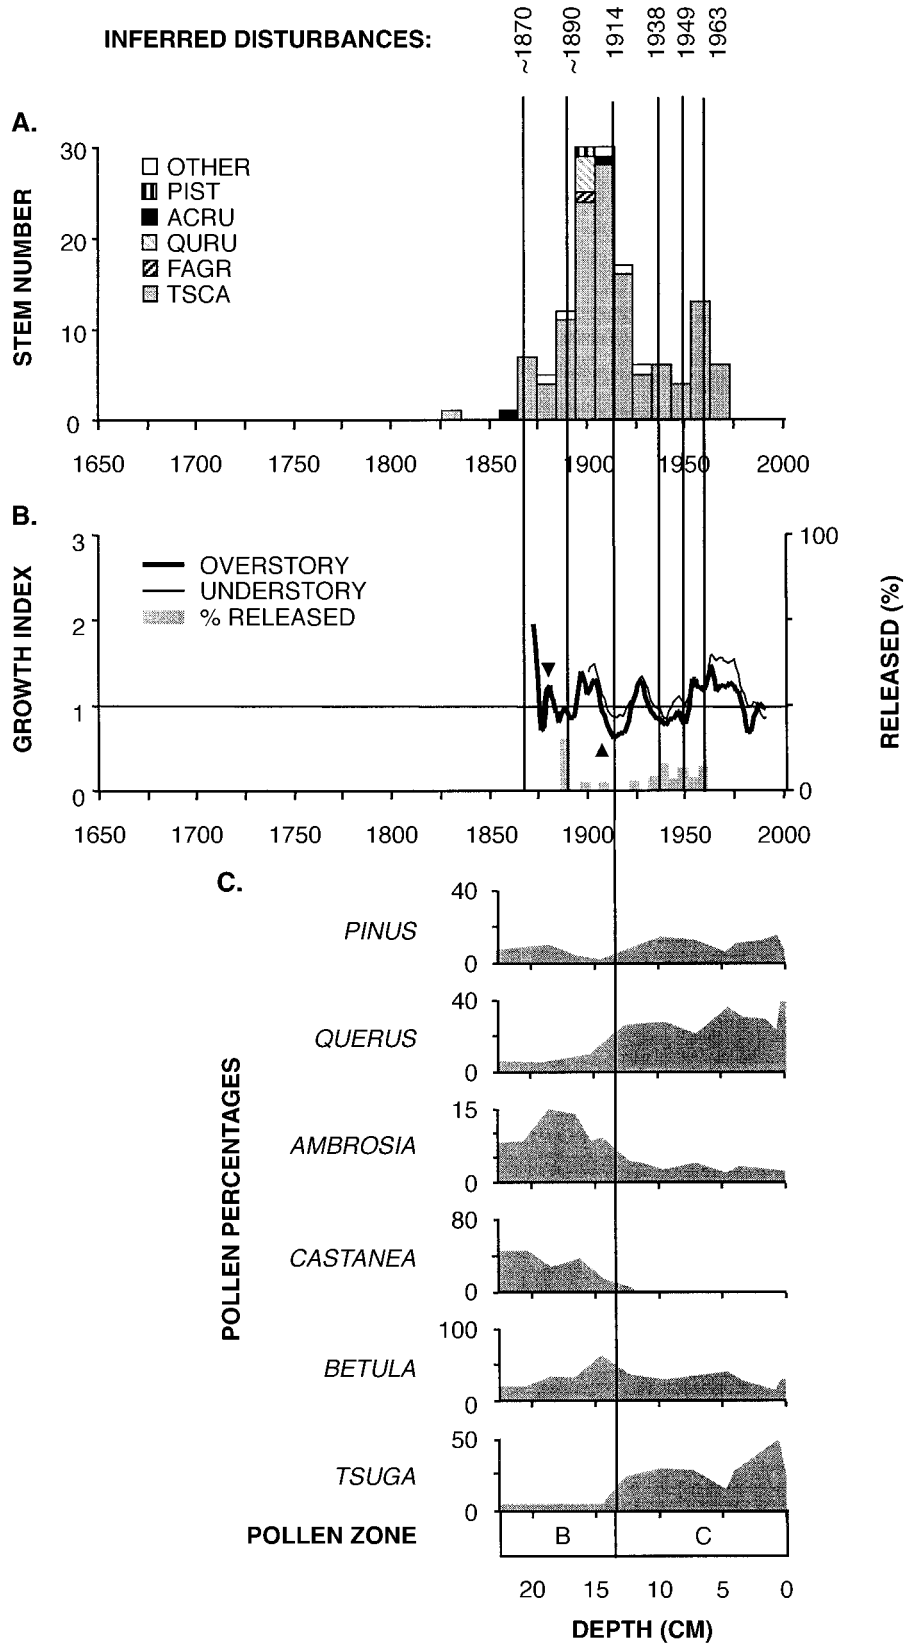 INFERRED DISTURBANCES:
~1870
~1890
1914
1938
1949
1963
A.
STEM NUMBER
30
20
10
0
OTHER
PIST
ACRU
QURU
FAGR
TSCA
1650 1700 1750 1800 1850 1900 1950 2000
B.
GROWTH INDEX
3
2
1
0
OVERSTORY
UNDERSTORY
% RELEASED
100
0
RELEASED (%)
1650 1700 1750 1800 1850 1900 1950 2000
C.
POLLEN PERCENTAGES
PINUS
40
0
QUERUS
40
0
AMBROSIA
15
0
CASTANEA
80
0
BETULA
100
0
TSUGA
50
0
POLLEN ZONE B C
20 15 10 5 0
DEPTH (CM)